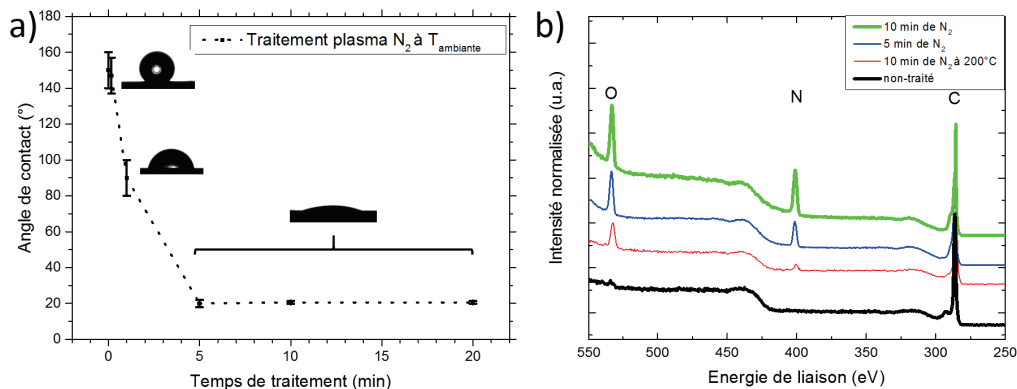 a)
Traitement plasma N₂ à Tambiante
Angle de contact (°)
180
160
140
120
100
80
60
40
20
0
0
5
10
15
20
Temps de traitement (min)
b)
10 min de N₂
5 min de N₂
10 min de N₂ à 200°C
non-traité
O
N
C
Intensité normalisée (u.a.)
550
500
450
400
350
300
250
Energie de liaison (eV)